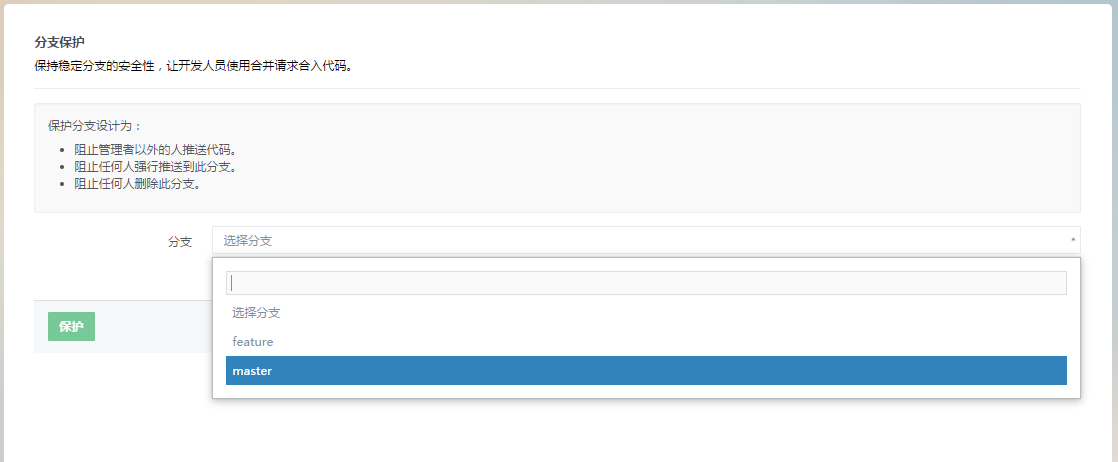 分支保护
保持稳定分支的安全性，让开发人员使用合并请求合入代码。
保护分支设计为：
阻止管理者以外的人推送代码。
阻止任何人强行推送到此分支。
阻止任何人删除此分支。
分支 选择分支
选择分支
feature
master
保护